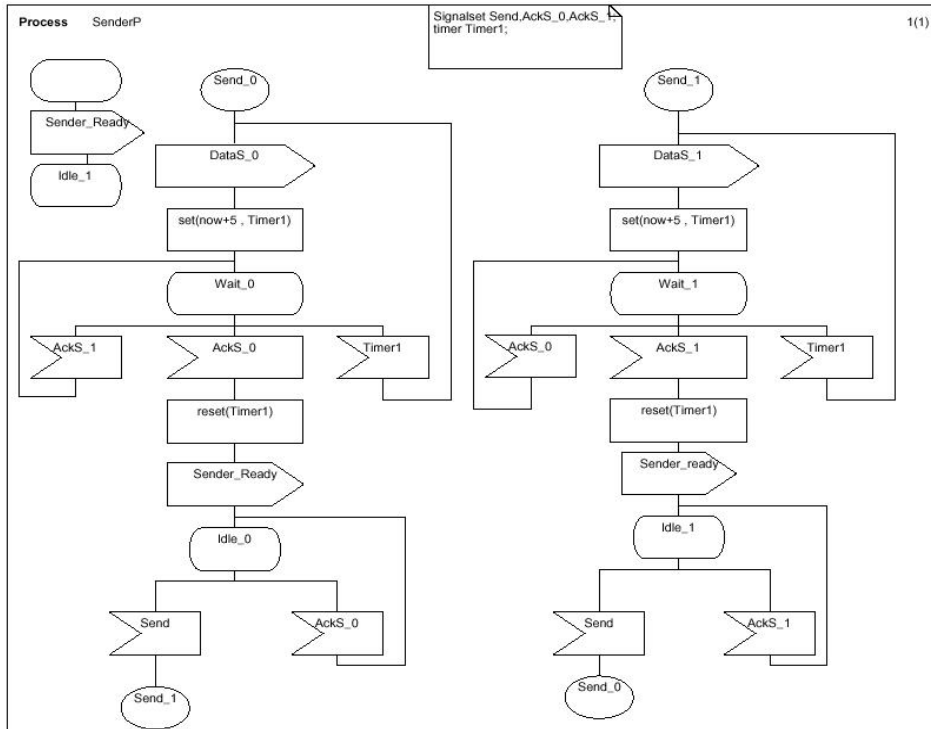 Process SenderP
Signalset Send,AckS_0,AckS_1;
timer Timer1;
1(1)
Sender_Ready
Idle_1
Send_0
DataS_0
set(now+5 , Timer1)
Wait_0
AckS_1
AckS_0
Timer1
reset(Timer1)
Sender_Ready
Idle_0
Send
AckS_0
Send_1
Send_1
DataS_1
set(now+5 , Timer1)
Wait_1
AckS_0
AckS_1
Timer1
reset(Timer1)
Sender_ready
Idle_1
Send
AckS_1
Send_0